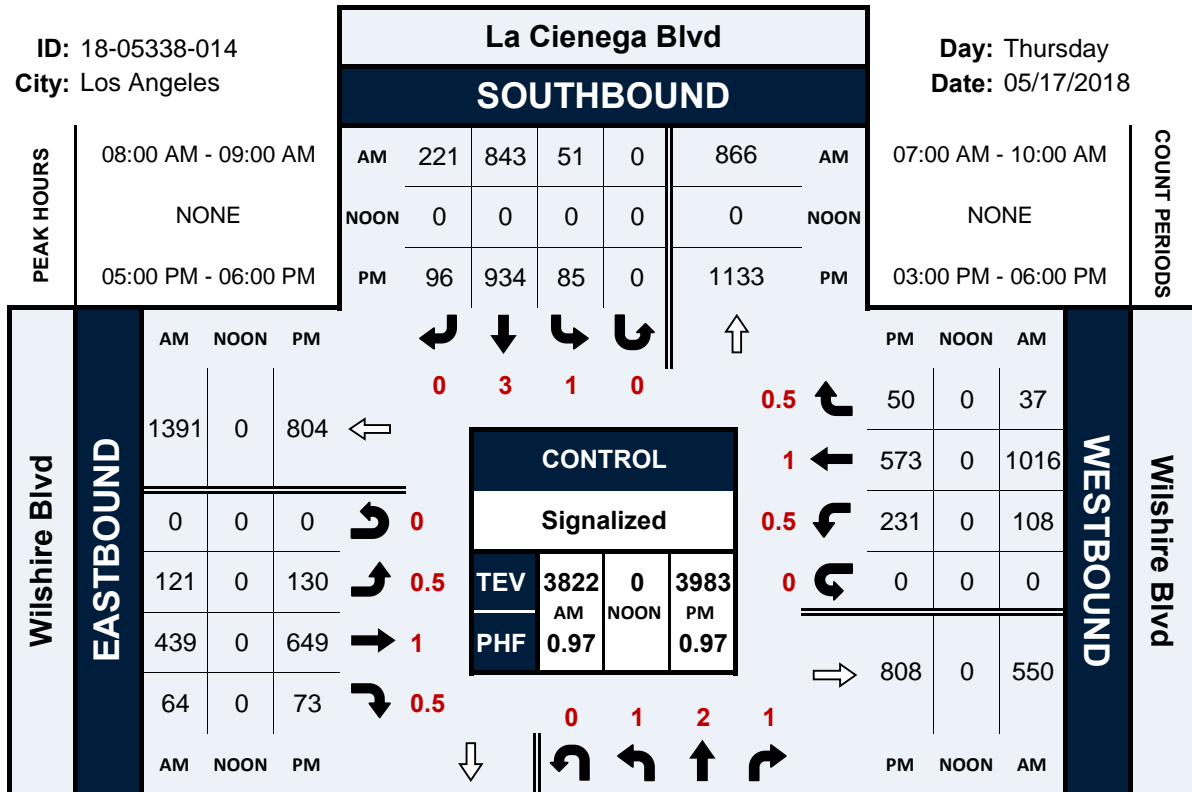 La Cienega Blvd
ID: 18-05338-014
City: Los Angeles
Day: Thursday
Date: 05/17/2018
SOUTHBOUND
PEAK HOURS
08:00 AM - 09:00 AM
NONE
05:00 PM - 06:00 PM
AM 221 843 51 0 866 AM
NOON 0 0 0 0 0 NOON
PM 96 934 85 0 1133 PM
07:00 AM - 10:00 AM
NONE
03:00 PM - 06:00 PM
COUNT PERIODS
Wilshire Blvd
EASTBOUND
AM NOON PM
1391 0 804
0 0 0 0
121 0 130 0.5
439 0 649 1
64 0 73 0.5
AM NOON PM
0 3 1 0
CONTROL
Signalized
TEV 3822 0 3983
AM NOON PM
PHF 0.97 0.97
0 1 2 1
PM NOON AM
0.5 50 0 37
1 573 0 1016
0.5 231 0 108
0 0 0 0
808 0 550
PM NOON AM
WESTBOUND
Wilshire Blvd